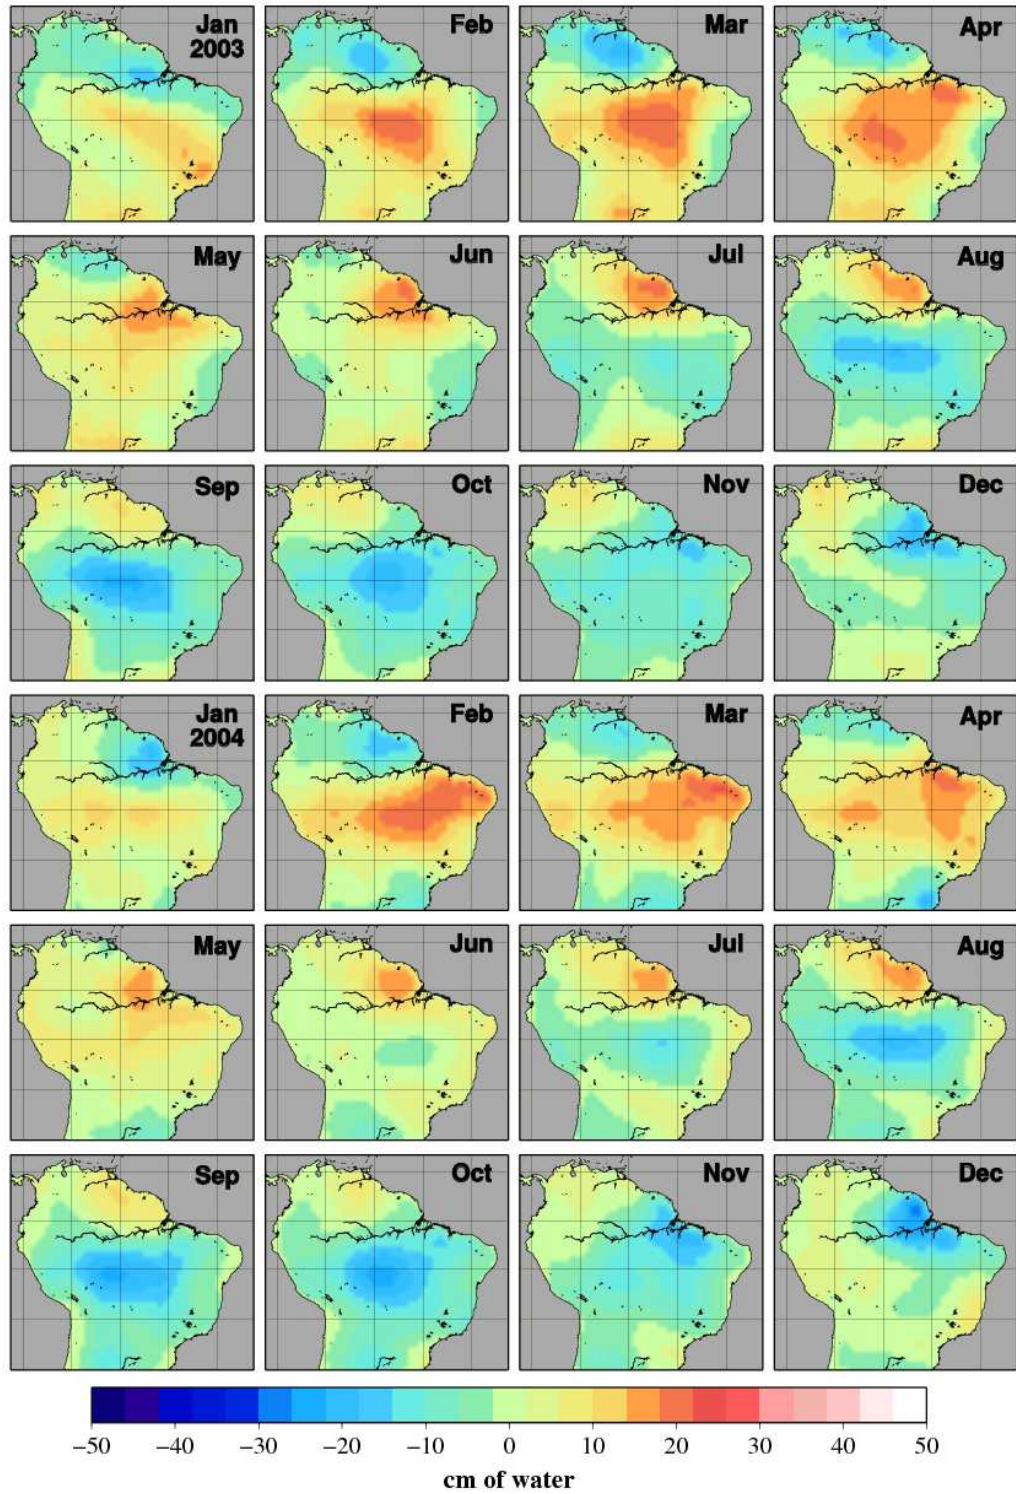 Jan
2003
Feb
Mar
Apr
May
Jun
Jul
Aug
Sep
Oct
Nov
Dec
Jan
2004
Feb
Mar
Apr
May
Jun
Jul
Aug
Sep
Oct
Nov
Dec
−50 −40 −30 −20 −10 0 10 20 30 40 50
cm of water